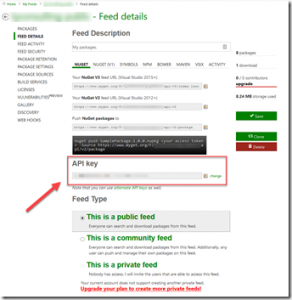 Feed details
PACKAGES
FEED DETAILS
FEED ACTIVITY
FEED SECURITY
PACKAGE RETENTION
PACKAGE SETTINGS
PACKAGE SOURCES
BUILD SERVICES
LICENSES
VULNERABILITIES
GALLERY
DISCOVERY
WEB HOOKS
Feed Description
My packages.
NUGET
NUGET (V1)
SYMBOLS
NPM
BOWER
MAVEN
VSIX
NATIVE
Your NuGet V3 feed URL (Visual Studio 2015+)
Your NuGet V2 feed URL (Visual Studio 2012+)
Push NuGet packages to
API key
change
Note that you can use alternate API keys as well.
Feed Type
This is a public feed
Everyone can search and download packages from this feed.
This is a community feed
Everyone can search and download packages from this feed. Additionally, any
user can push and manage their own packages on this feed.
This is a private feed
Nobody has access. I will invite the users that are able to access this feed.
Your current account does not support creating another private feed.
Upgrade your plan to create more private feeds!
0 packages
1 download
0 / 0 contributors
upgrade
0.24 MB storage used
Save
Clone
Delete